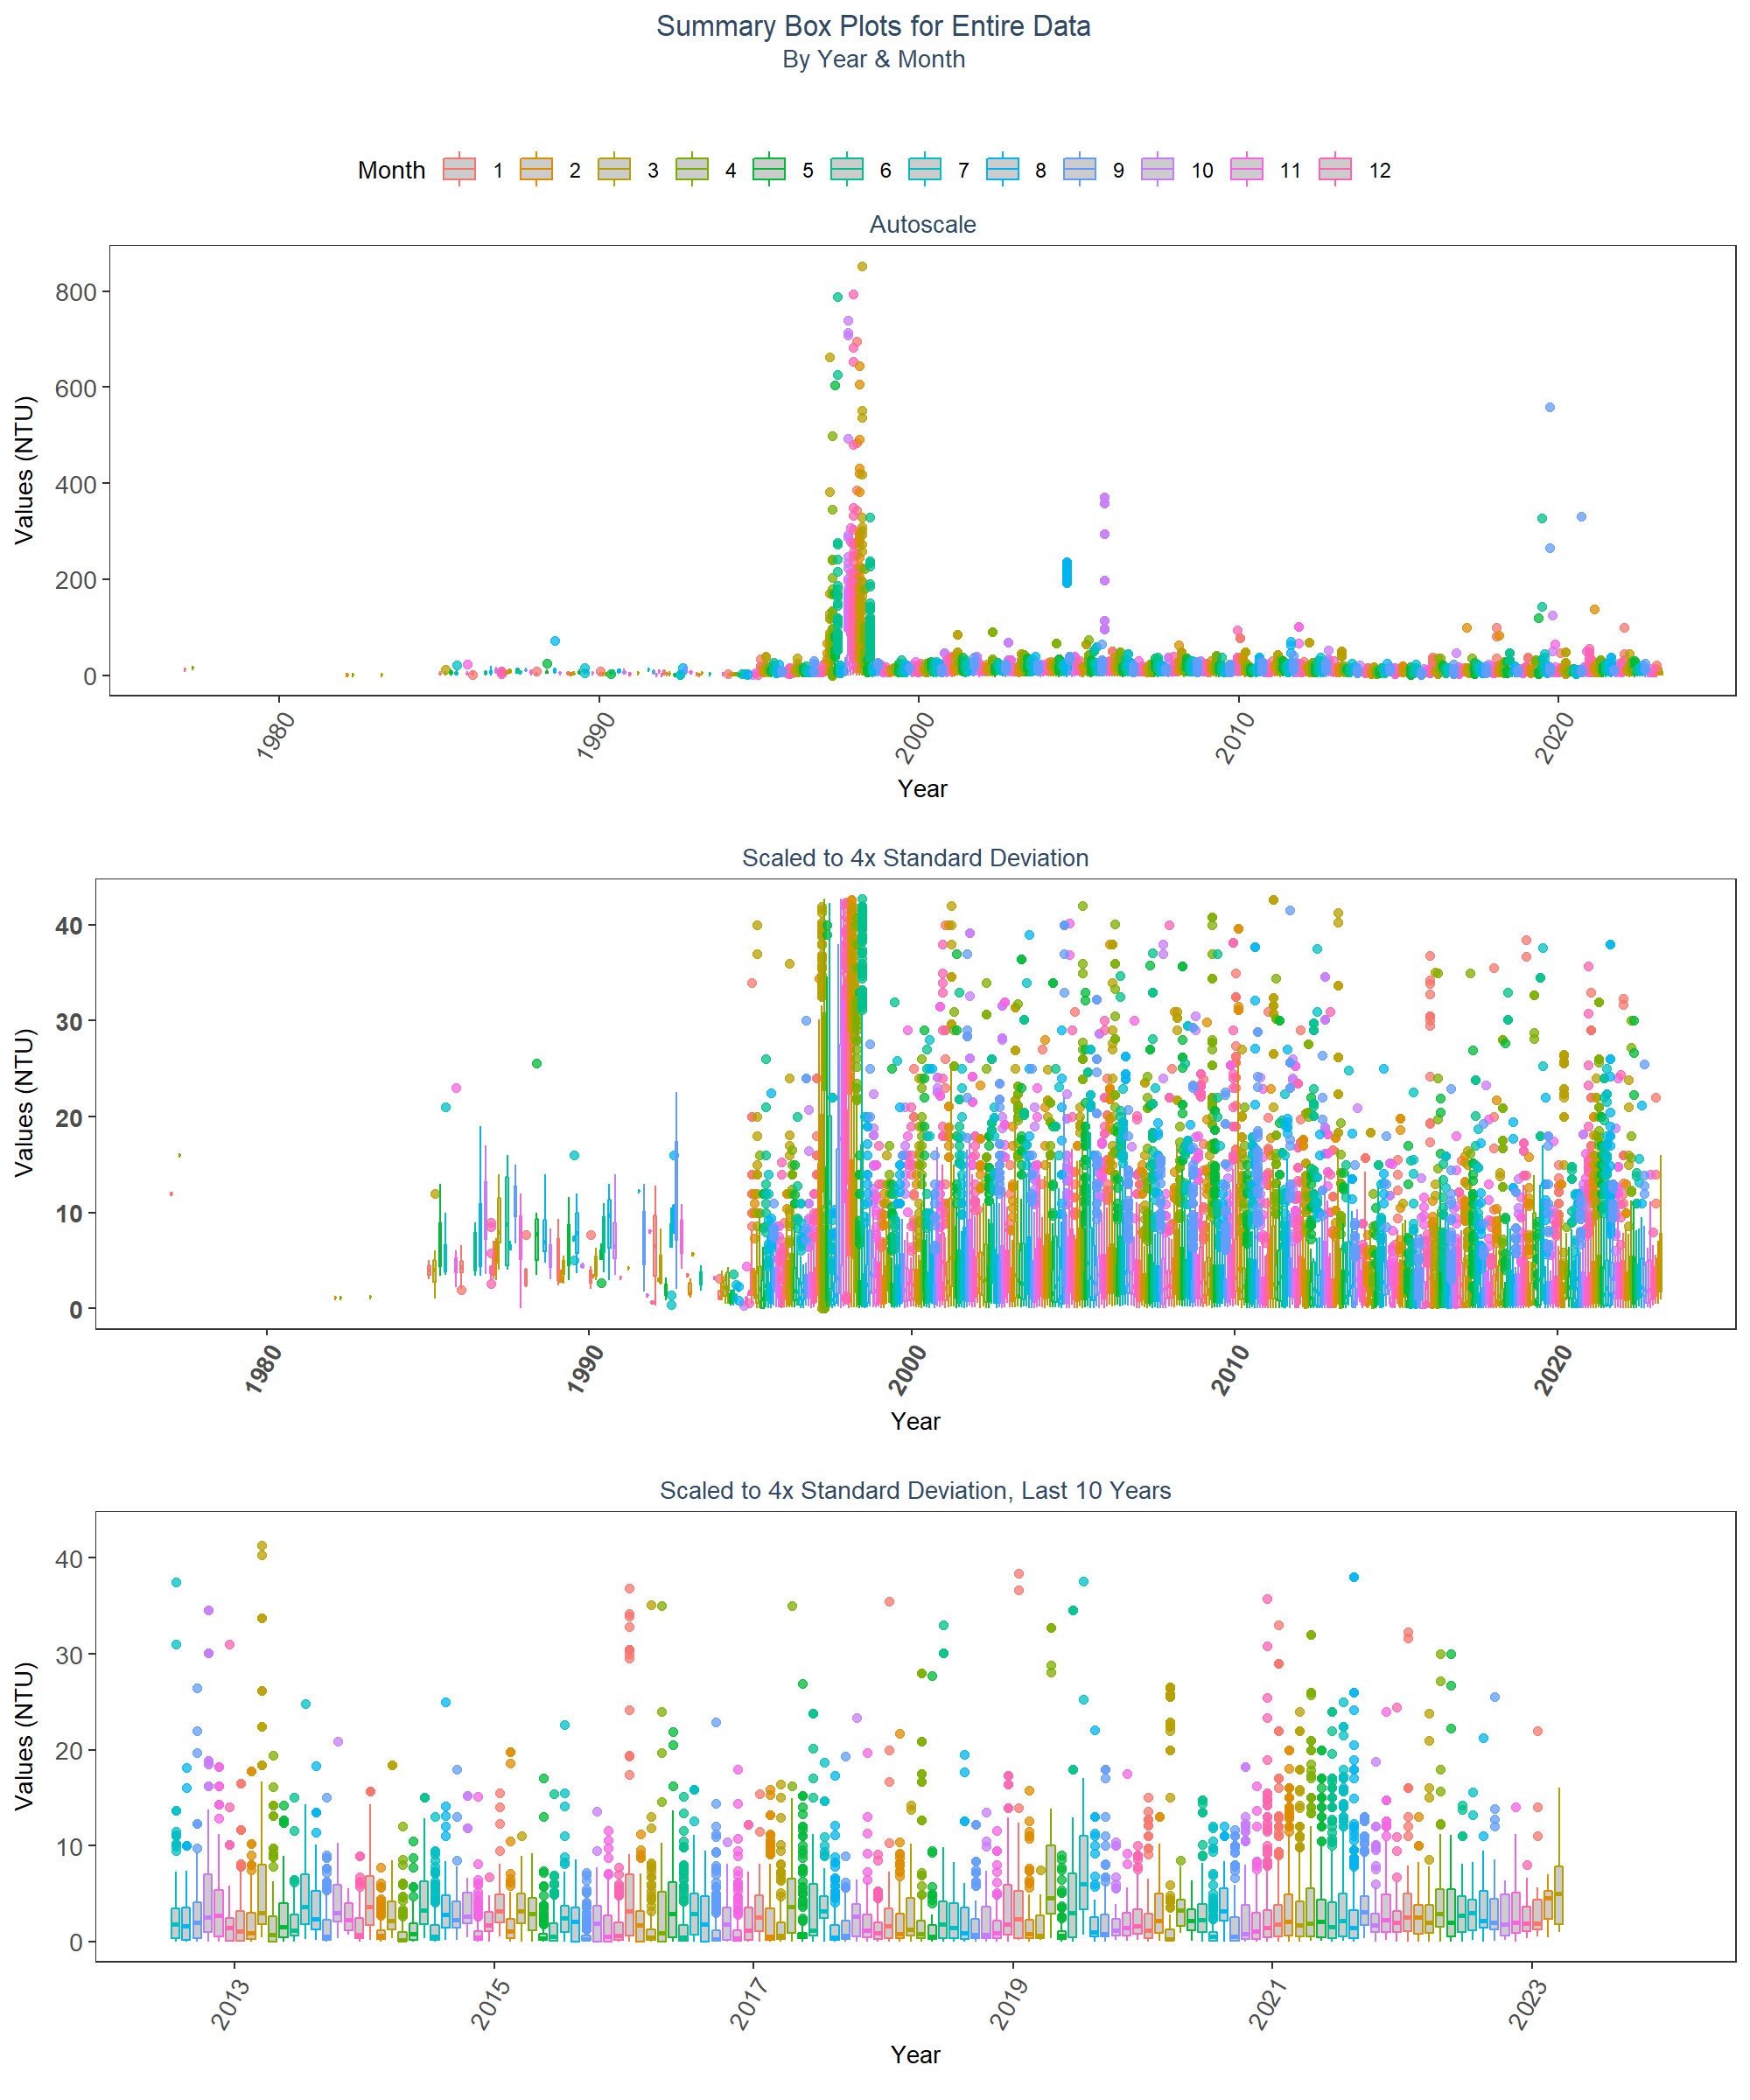 Summary Box Plots for Entire Data
By Year & Month
Month 1 2 3 4 5 6 7 8 9 10 11 12
Autoscale
Values (NTU)
800
600
400
200
0
1980 1990 2000 2010 2020
Year
Scaled to 4x Standard Deviation
Values (NTU)
40
30
20
10
0
1980 1990 2000 2010 2020
Year
Scaled to 4x Standard Deviation, Last 10 Years
Values (NTU)
40
30
20
10
0
2013 2015 2017 2019 2021 2023
Year